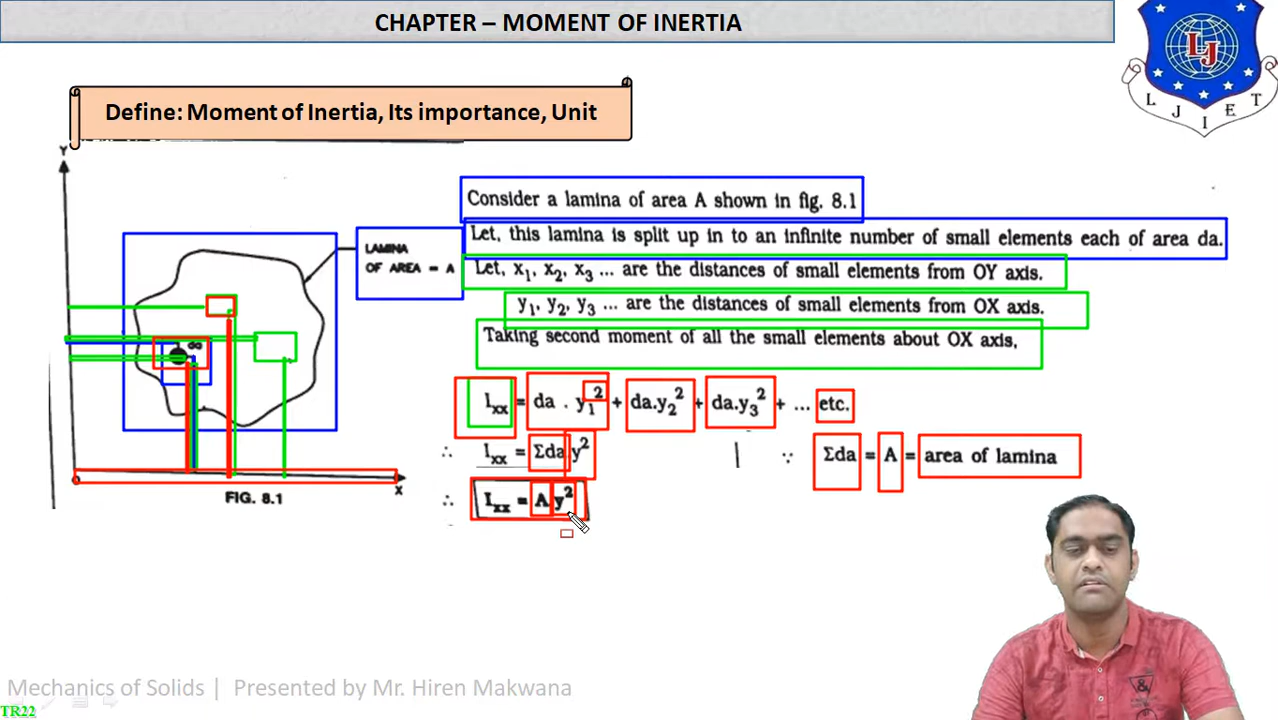 CHAPTER – MOMENT OF INERTIA
LJ
L J I E T
Define: Moment of Inertia, Its importance, Unit
Y
LAMINA
OF AREA = A
da
X
FIG. 8.1
Consider a lamina of area A shown in fig. 8.1
Let, this lamina is split up in to an infinite number of small elements each of area da.
Let, x₁, x₂, x₃ ... are the distances of small elements from OY axis.
y₁, y₂, y₃ ... are the distances of small elements from OX axis.
Taking second moment of all the small elements about OX axis,
Iₓₓ = da . y₁² + da.y₂² + da.y₃² + ... etc.
∴ Iₓₓ = Σda y² ∵ Σda = A = area of lamina
∴ Iₓₓ = A y²
Mechanics of Solids | Presented by Mr. Hiren Makwana
TR22